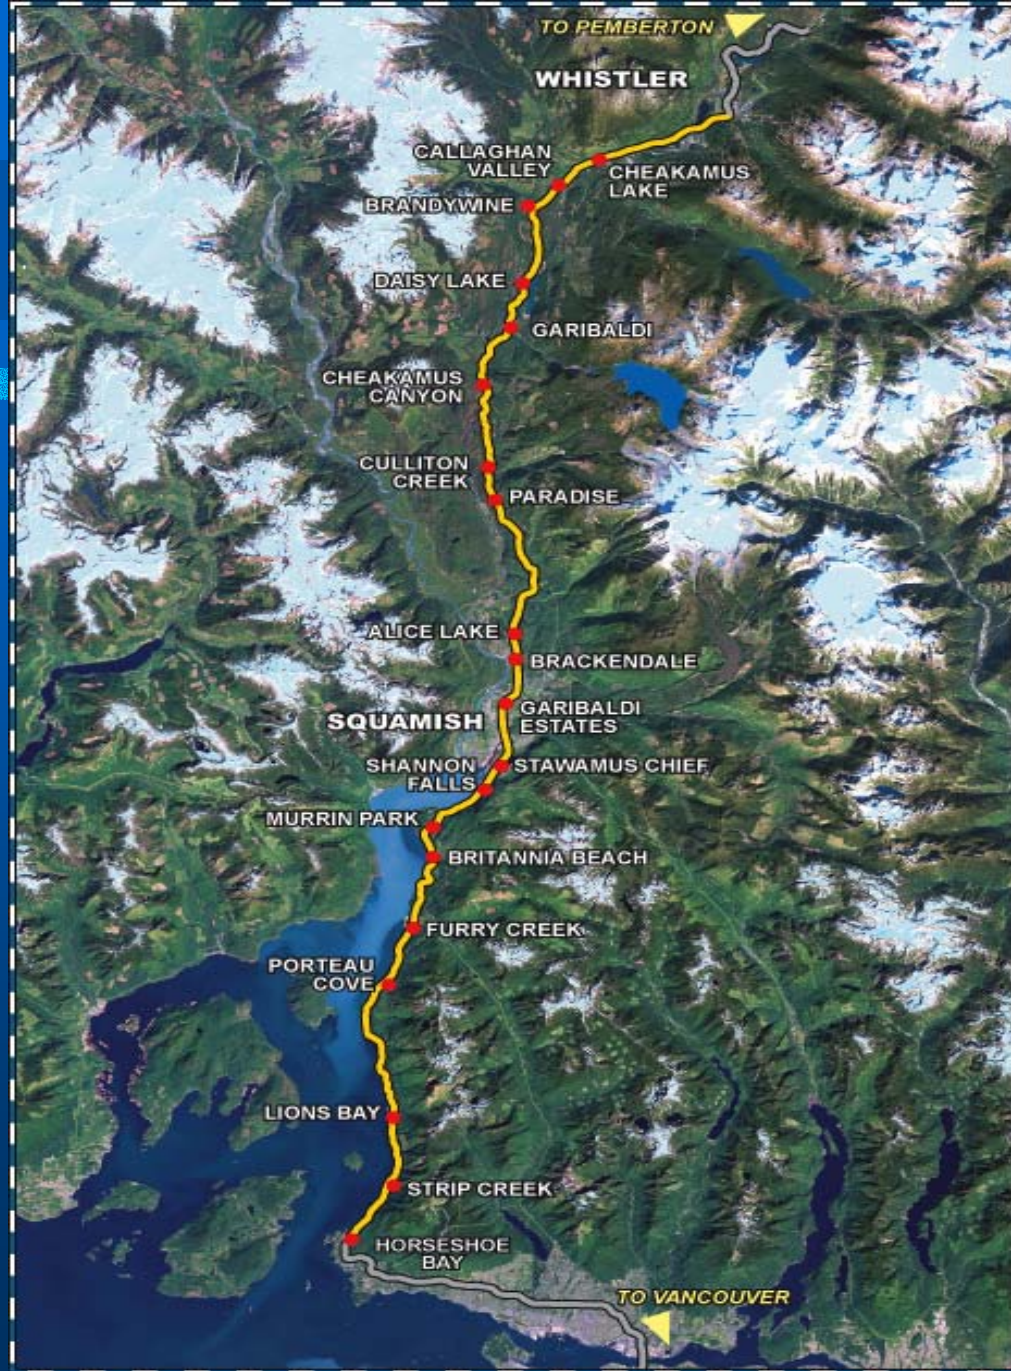 TO PEMBERTON
WHISTLER
CALLAGHAN
VALLEY
CHEAKAMUS
LAKE
BRANDYWINE
DAISY LAKE
GARIBALDI
CHEAKAMUS
CANYON
CULLITON
CREEK
PARADISE
ALICE LAKE
BRACKENDALE
GARIBALDI
ESTATES
SQUAMISH
SHANNON
FALLS
STAWAMUS CHIEF
MURRIN PARK
BRITANNIA BEACH
FURRY CREEK
PORTEAU
COVE
LIONS BAY
STRIP CREEK
HORSESHOE
BAY
TO VANCOUVER